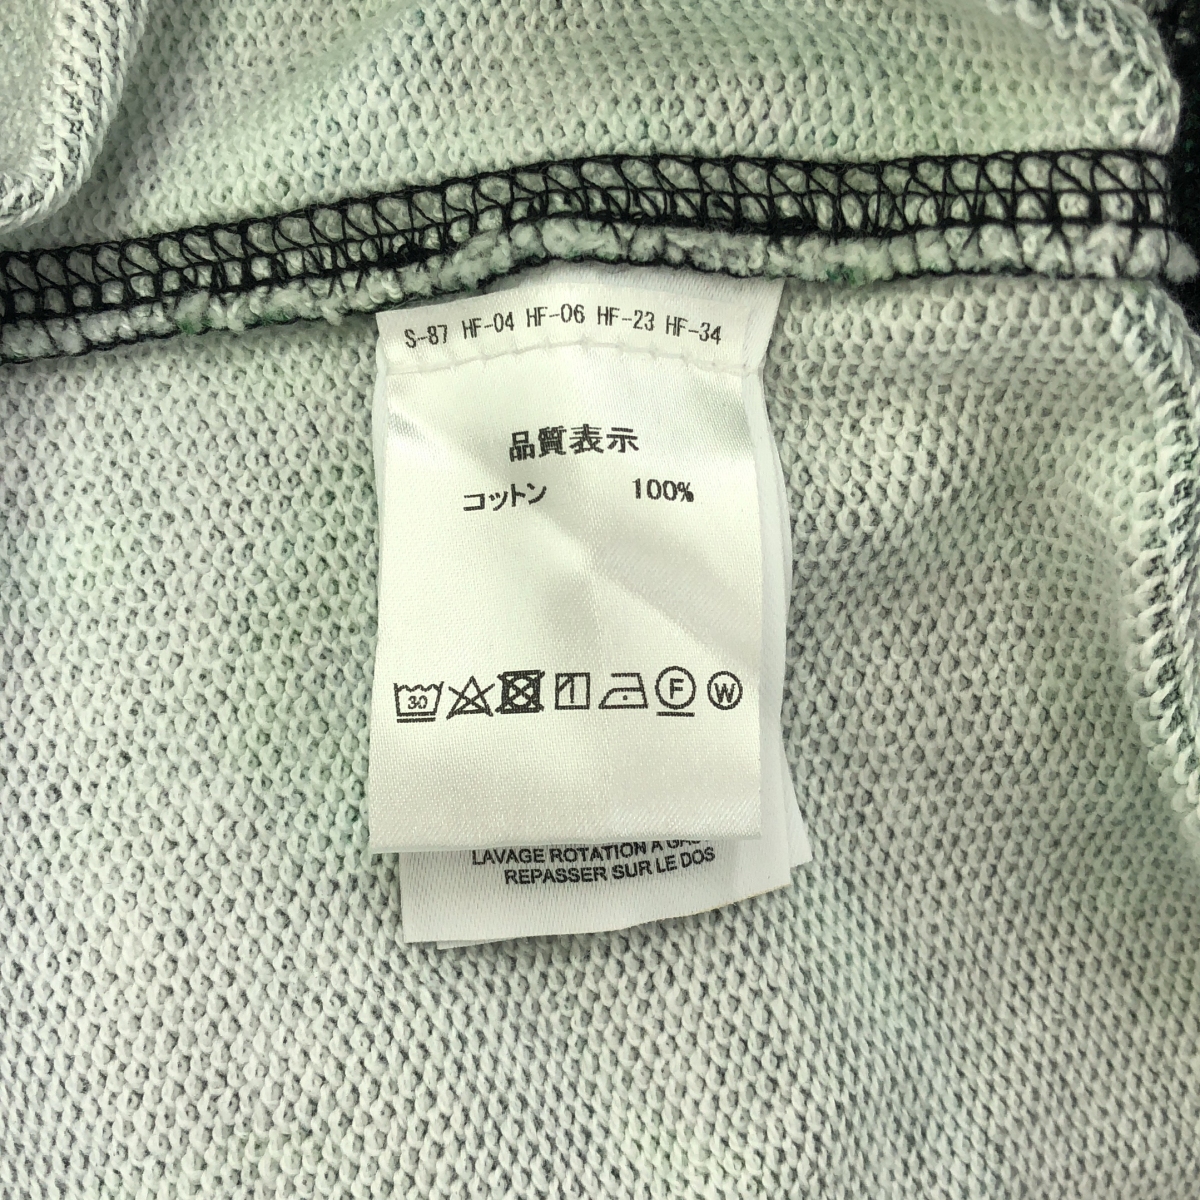 S-87 HF-04 HF-06 HF-23 HF-34
品質表示
コットン 100%
30 F W
LAVAGE ROTATION A
REPASSER SUR LE DOS